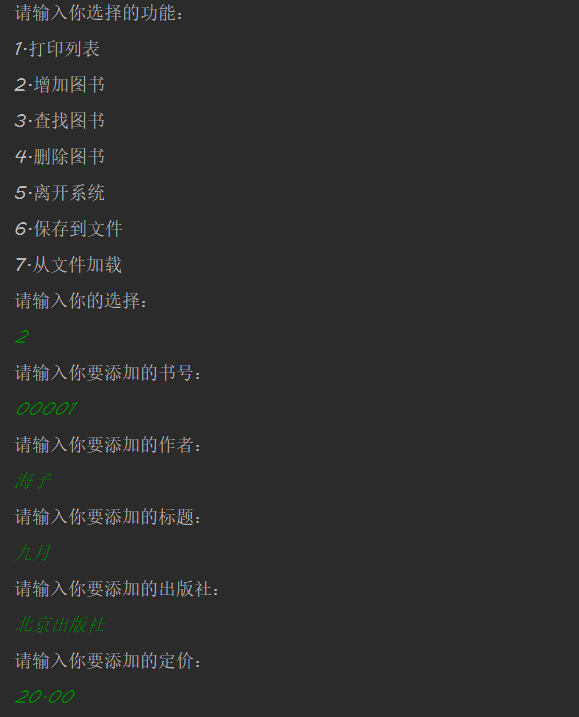 请输入你选择的功能：
1.打印列表
2.增加图书
3.查找图书
4.删除图书
5.离开系统
6.保存到文件
7.从文件加载
请输入你的选择：
2
请输入你要添加的书号：
00001
请输入你要添加的作者：
海子
请输入你要添加的标题：
九月
请输入你要添加的出版社：
北京出版社
请输入你要添加的定价：
20.00